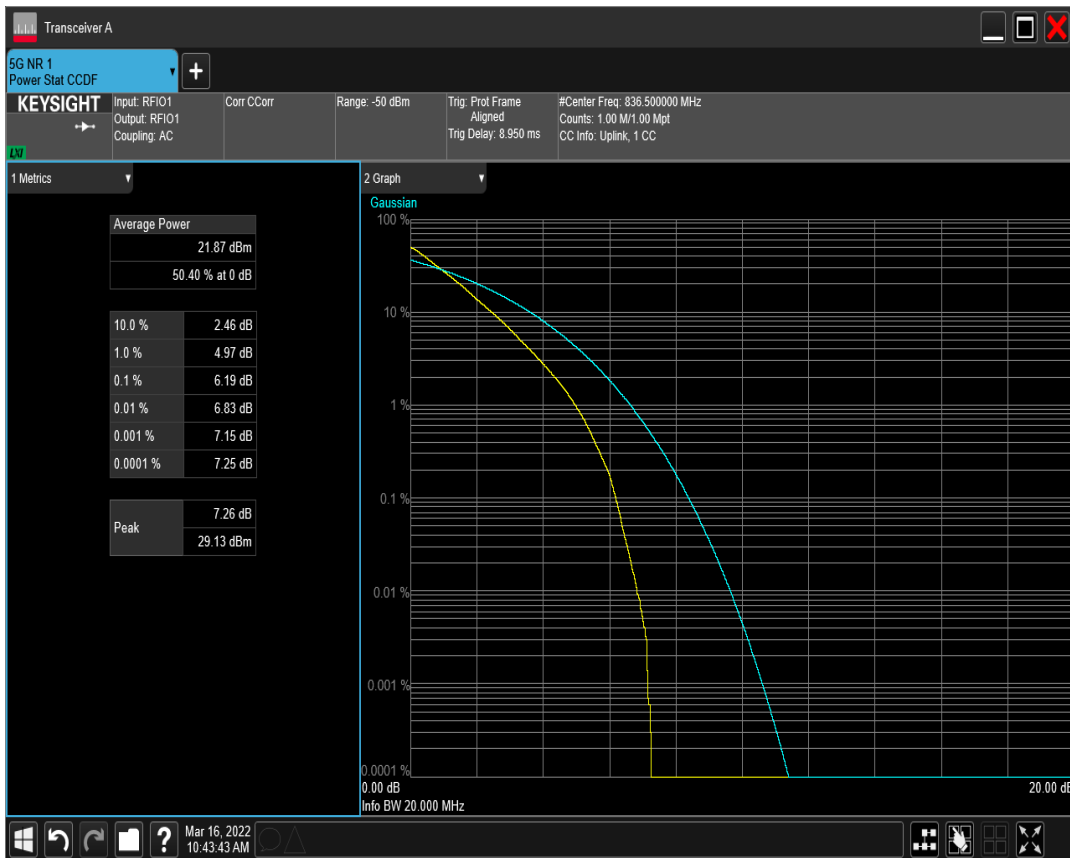 Transceiver A
5G NR 1
Power Stat CCDF
KEYSIGHT
LXI
Input: RFIO1
Output: RFIO1
Coupling: AC
Corr CCorr
Range: -50 dBm
Trig: Prot Frame
Aligned
Trig Delay: 8.950 ms
#Center Freq: 836.500000 MHz
Counts: 1.00 M/1.00 Mpt
CC Info: Uplink, 1 CC
1 Metrics
Average Power
21.87 dBm
50.40 % at 0 dB
10.0 % 2.46 dB
1.0 % 4.97 dB
0.1 % 6.19 dB
0.01 % 6.83 dB
0.001 % 7.15 dB
0.0001 % 7.25 dB
Peak
7.26 dB
29.13 dBm
2 Graph
Gaussian
100 %
10 %
1 %
0.1 %
0.01 %
0.001 %
0.0001 %
0.00 dB 20.00 dB
Info BW 20.000 MHz
?
Mar 16, 2022
10:43:43 AM